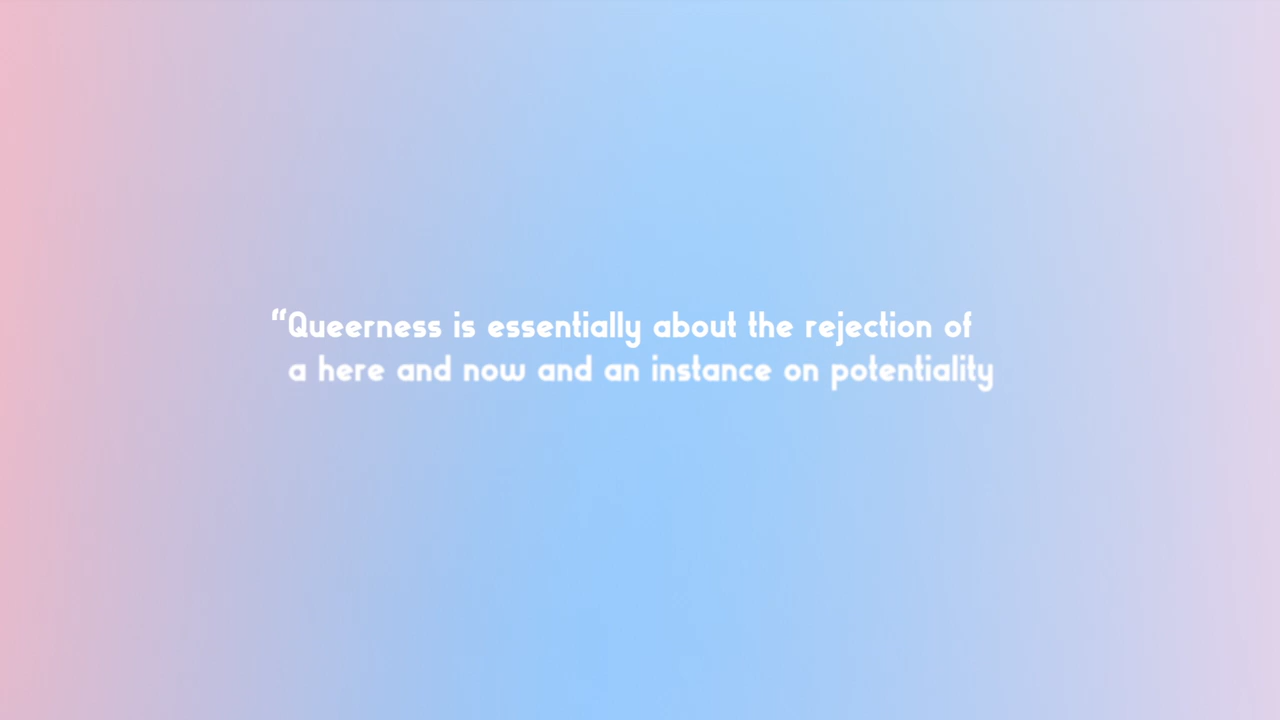 “Queerness is essentially about the rejection of
a here and now and an instance on potentiality